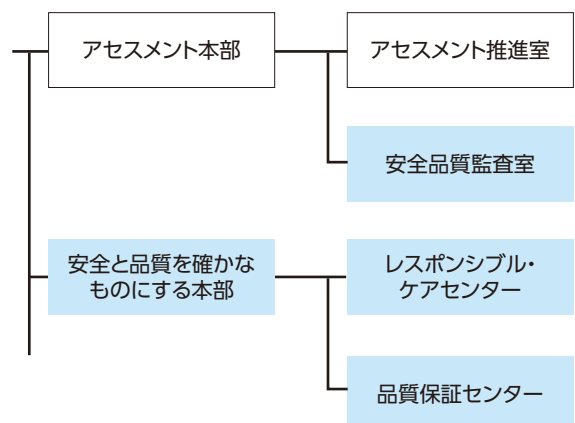 アセスメント本部
アセスメント推進室
安全品質監査室
安全と品質を確かな
ものにする本部
レスポンシブル・
ケアセンター
品質保証センター